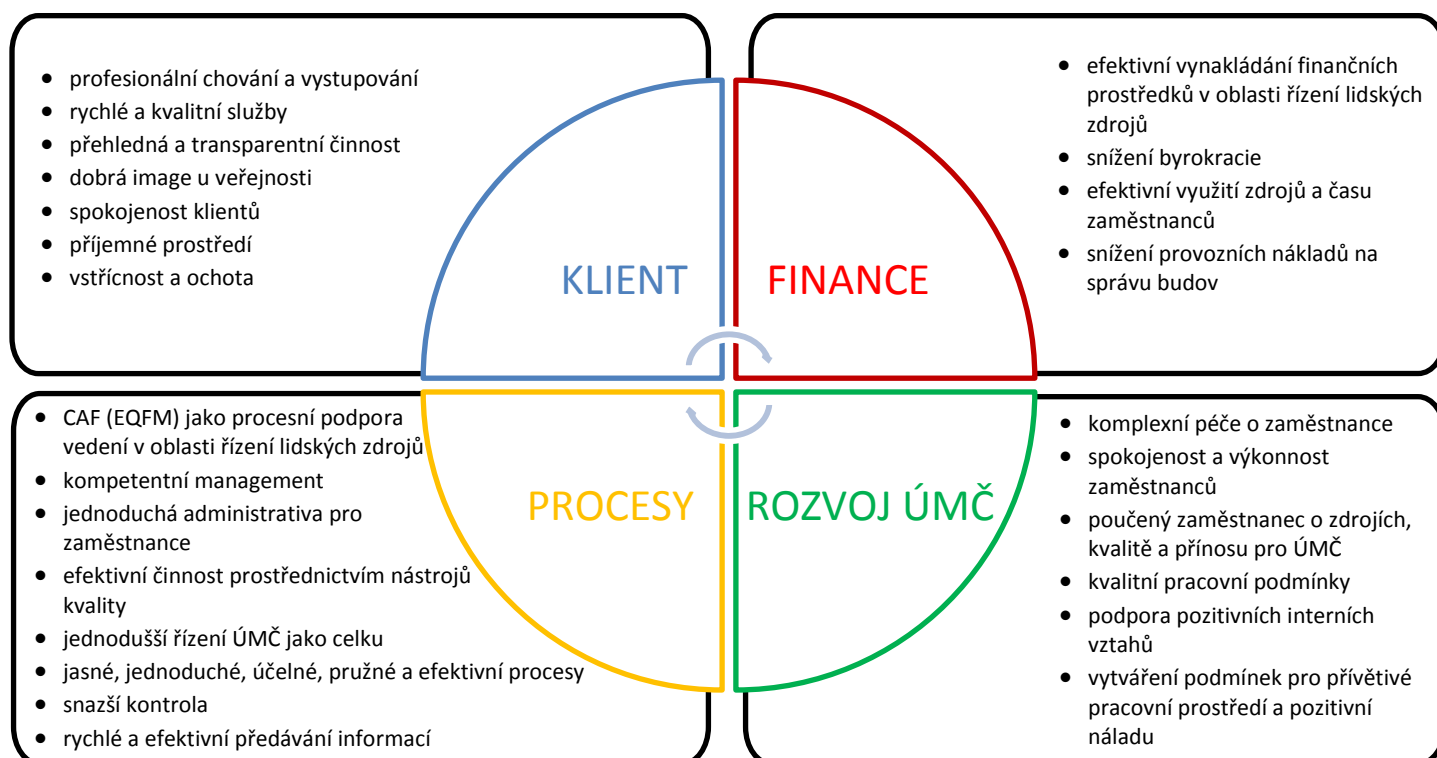 • profesionální chování a vystupování
• rychlé a kvalitní služby
• přehledná a transparentní činnost
• dobrá image u veřejnosti
• spokojenost klientů
• příjemné prostředí
• vstřícnost a ochota
KLIENT
• efektivní vynakládání finančních
prostředků v oblasti řízení lidských
zdrojů
• snížení byrokracie
• efektivní využití zdrojů a času
zaměstnanců
• snížení provozních nákladů na
správu budov
FINANCE
• CAF (EQFM) jako procesní podpora
vedení v oblasti řízení lidských zdrojů
• kompetentní management
• jednoduchá administrativa pro
zaměstnance
• efektivní činnost prostřednictvím nástrojů
kvality
• jednodušší řízení ÚMČ jako celku
• jasné, jednoduché, účelné, pružné a efektivní procesy
• snazší kontrola
• rychlé a efektivní předávání informací
PROCESY
ROZVOJ ÚMČ
• komplexní péče o zaměstnance
• spokojenost a výkonnost
zaměstnanců
• poučený zaměstnanec o zdrojích,
kvalitě a přínosu pro ÚMČ
• kvalitní pracovní podmínky
• podpora pozitivních interních
vztahů
• vytváření podmínek pro přívětivé
pracovní prostředí a pozitivní
náladu